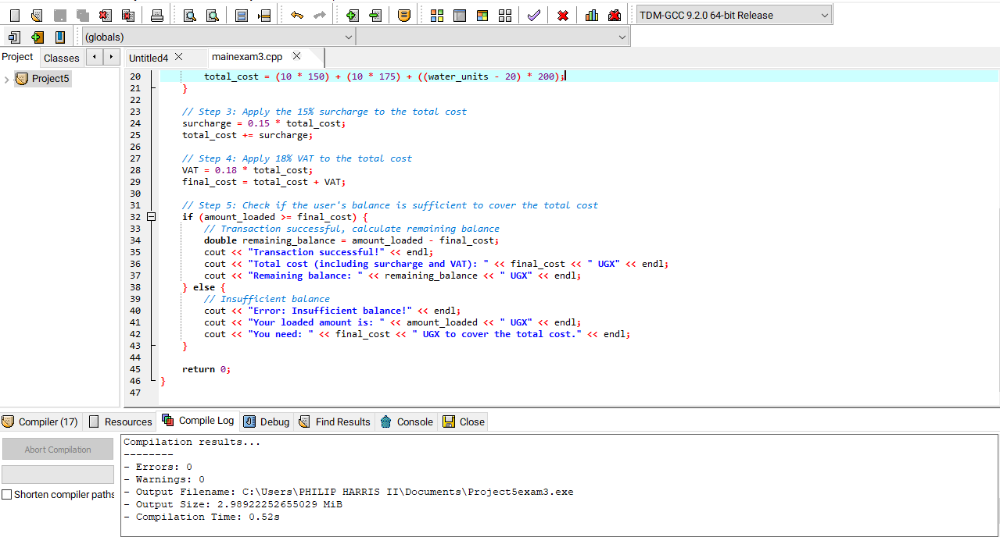 TDM-GCC 9.2.0 64-bit Release
(globals)
Project Classes
Untitled4 mainexam3.cpp
Project5
20 total_cost = (10 * 150) + (10 * 175) + ((water_units - 20) * 200);
21 }
22
23 // Step 3: Apply the 15% surcharge to the total cost
24 surcharge = 0.15 * total_cost;
25 total_cost += surcharge;
26
27 // Step 4: Apply 18% VAT to the total cost
28 VAT = 0.18 * total_cost;
29 final_cost = total_cost + VAT;
30
31 // Step 5: Check if the user's balance is sufficient to cover the total cost
32 if (amount_loaded >= final_cost) {
33 // Transaction successful, calculate remaining balance
34 double remaining_balance = amount_loaded - final_cost;
35 cout << "Transaction successful!" << endl;
36 cout << "Total cost (including surcharge and VAT): " << final_cost << " UGX" << endl;
37 cout << "Remaining balance: " << remaining_balance << " UGX" << endl;
38 } else {
39 // Insufficient balance
40 cout << "Error: Insufficient balance!" << endl;
41 cout << "Your loaded amount is: " << amount_loaded << " UGX" << endl;
42 cout << "You need: " << final_cost << " UGX to cover the total cost." << endl;
43 }
44
45 return 0;
46 }
47
Compiler (17) Resources Compile Log Debug Find Results Console Close
Abort Compilation
Shorten compiler paths
Compilation results...
--------
- Errors: 0
- Warnings: 0
- Output Filename: C:\Users\PHILIP HARRIS II\Documents\Project5exam3.exe
- Output Size: 2.98922252655029 MiB
- Compilation Time: 0.52s